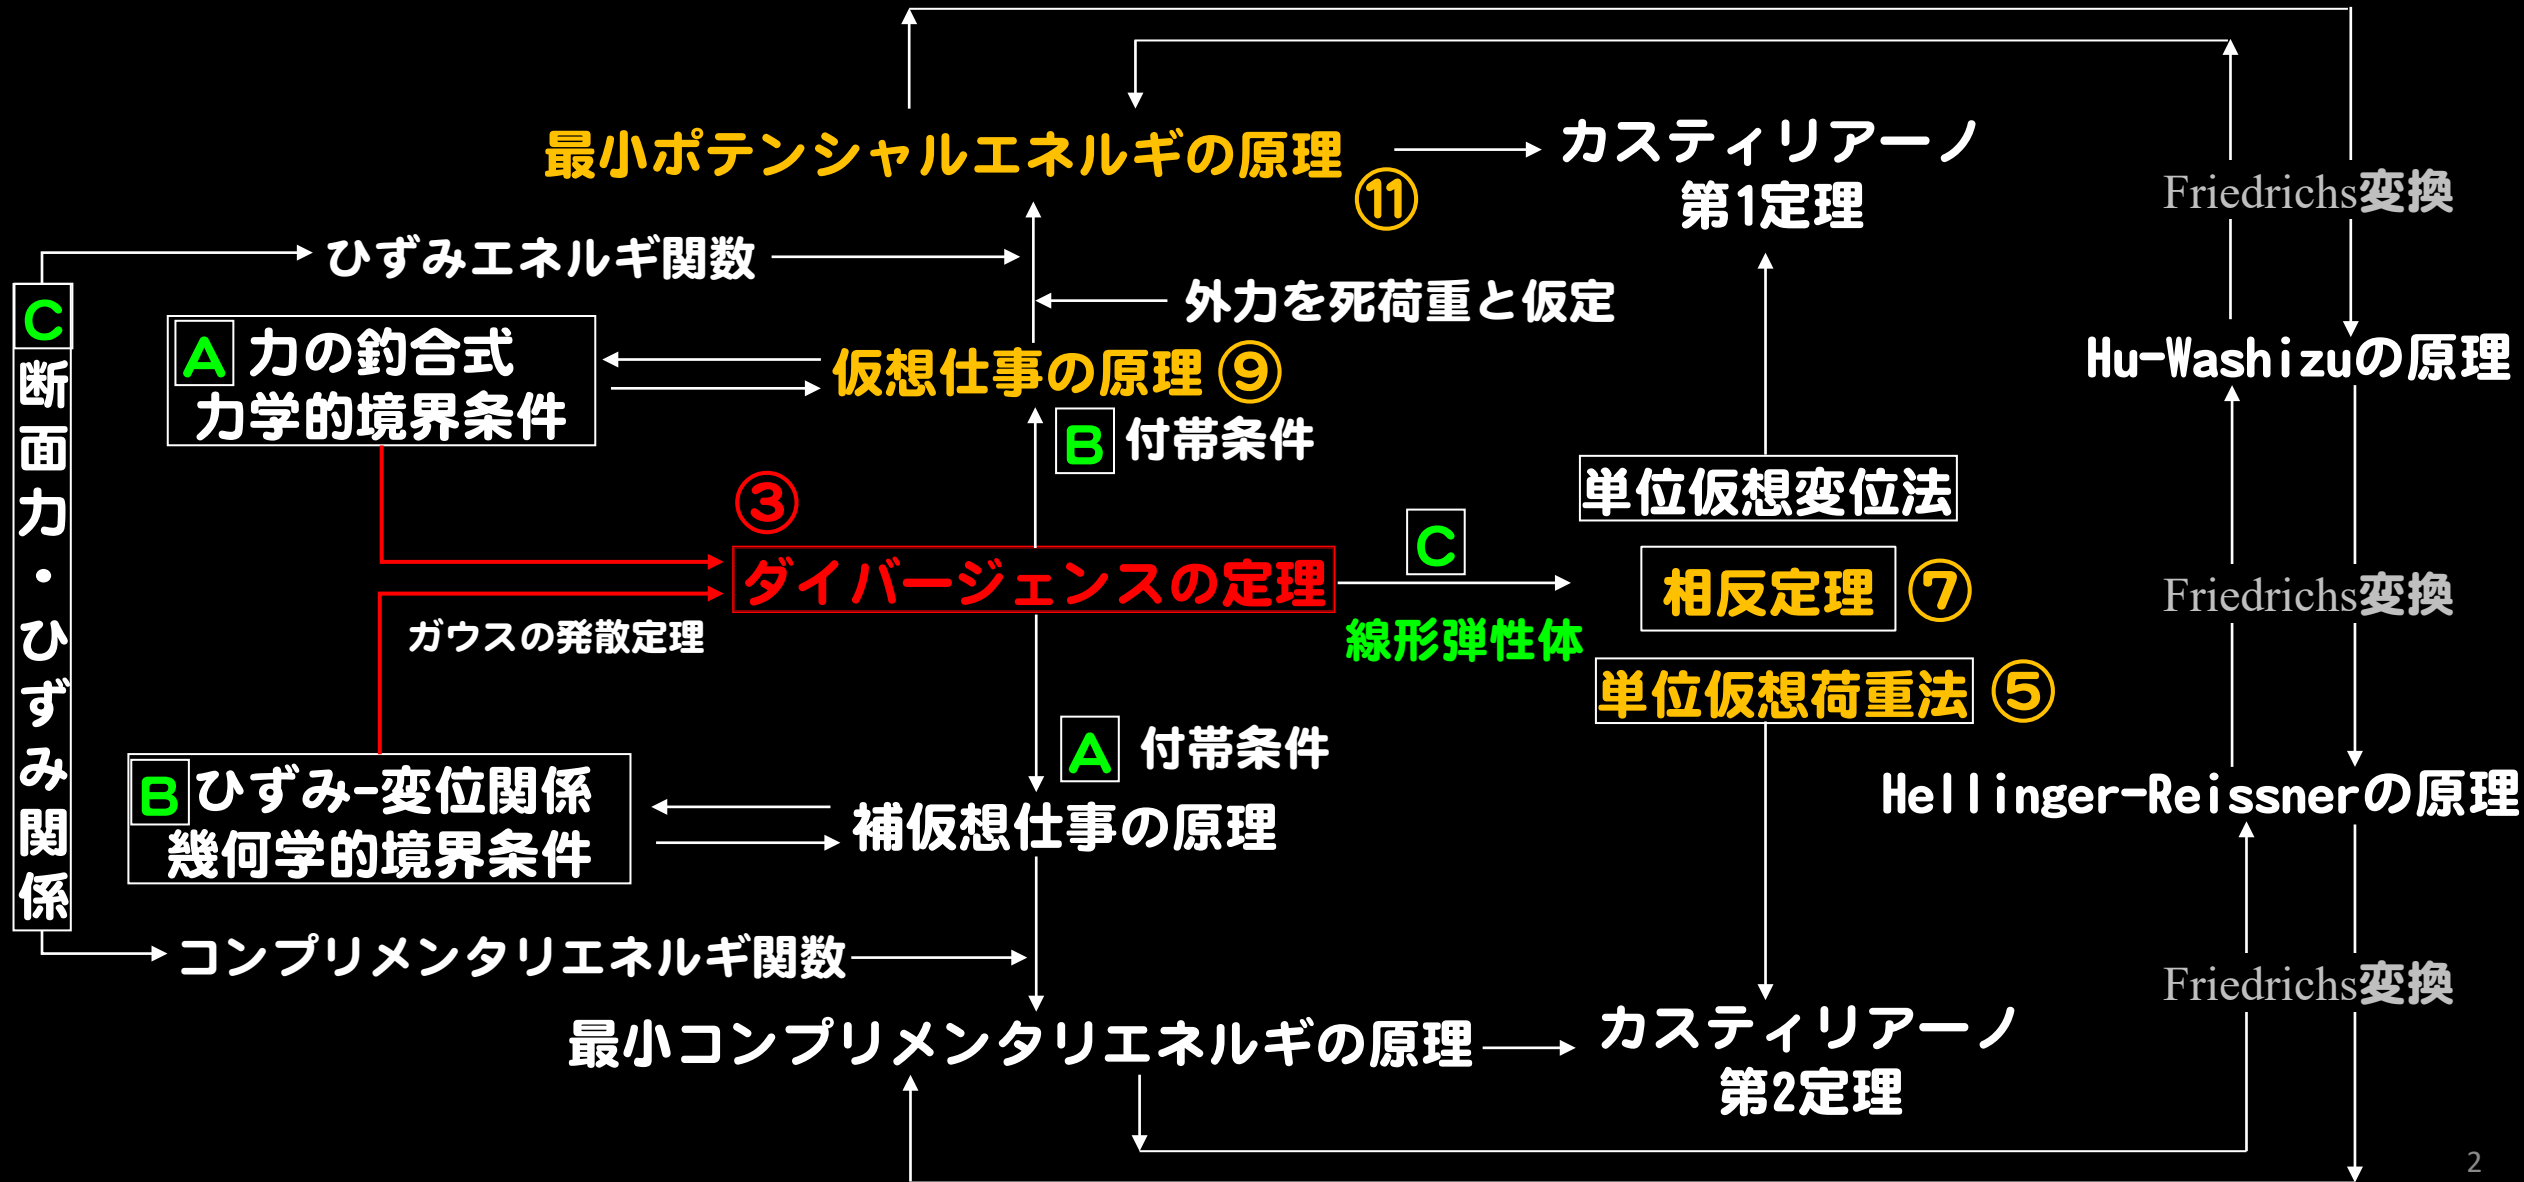 最小ポテンシャルエネルギの原理
⑪
カスティリアーノ
第1定理
Friedrichs変換
ひずみエネルギ関数
外力を死荷重と仮定
C
断面力・ひずみ関係
A 力の釣合式
力学的境界条件
仮想仕事の原理 ⑨
Hu-Washizuの原理
B 付帯条件
③
単位仮想変位法
C
ダイバージェンスの定理
相反定理 ⑦
Friedrichs変換
ガウスの発散定理
線形弾性体
単位仮想荷重法 ⑤
A 付帯条件
B ひずみ-変位関係
幾何学的境界条件
補仮想仕事の原理
Hellinger-Reissnerの原理
コンプリメンタリエネルギ関数
Friedrichs変換
最小コンプリメンタリエネルギの原理
カスティリアーノ
第2定理
2